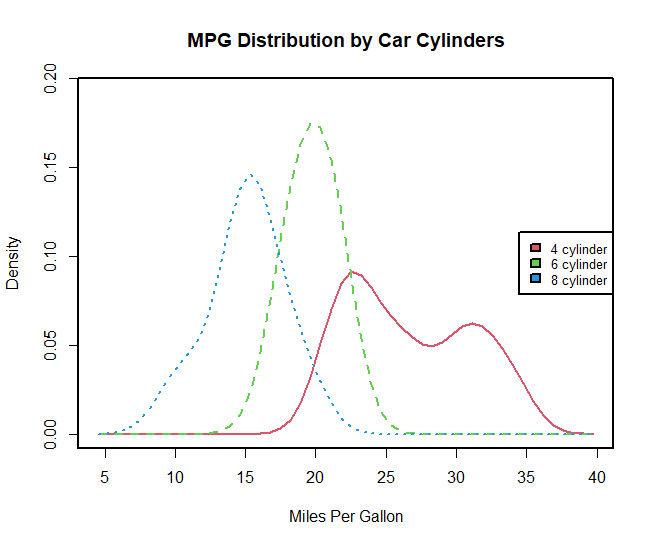 MPG Distribution by Car Cylinders
0.20
0.15
0.10
0.05
0.00
Density
4 cylinder
6 cylinder
8 cylinder
5 10 15 20 25 30 35 40
Miles Per Gallon